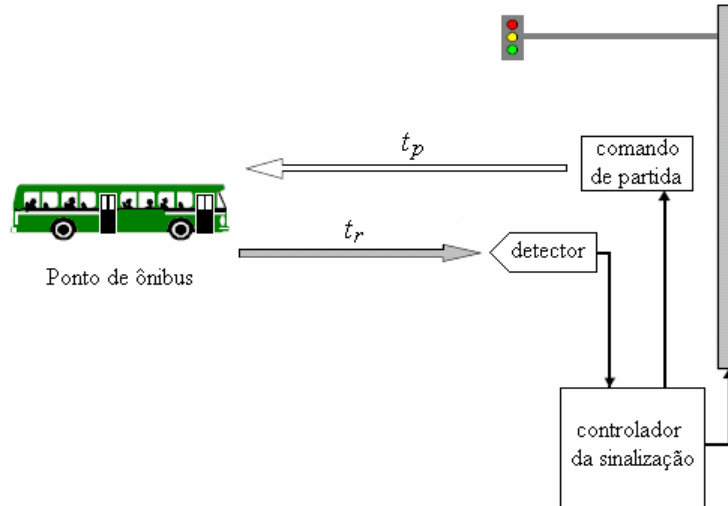 t_p
comando
de partida
t_r
detector
Ponto de ônibus
controlador
da sinalização